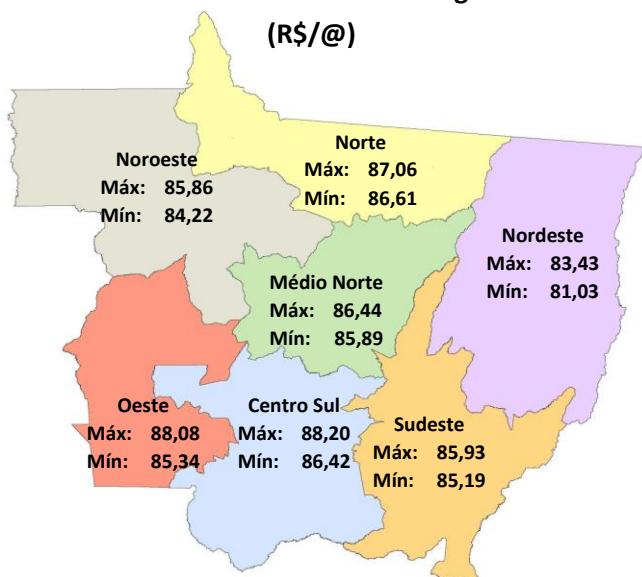 (R$/@)
Norte
Máx: 87,06
Mín: 86,61
Noroeste
Máx: 85,86
Mín: 84,22
Nordeste
Máx: 83,43
Mín: 81,03
Médio Norte
Máx: 86,44
Mín: 85,89
Oeste
Máx: 88,08
Mín: 85,34
Centro Sul
Máx: 88,20
Mín: 86,42
Sudeste
Máx: 85,93
Mín: 85,19